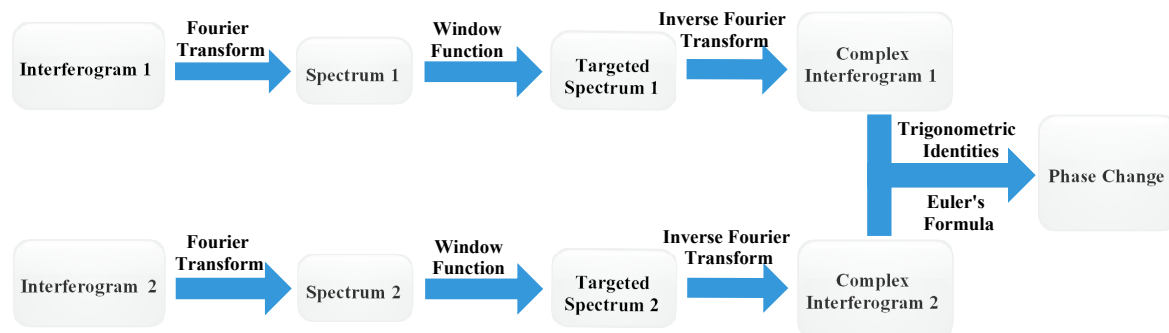 Interferogram 1
Fourier
Transform
Spectrum 1
Window
Function
Targeted
Spectrum 1
Inverse Fourier
Transform
Complex
Interferogram 1
Trigonometric
Identities
Euler's
Formula
Phase Change
Interferogram 2
Fourier
Transform
Spectrum 2
Window
Function
Targeted
Spectrum 2
Inverse Fourier
Transform
Complex
Interferogram 2